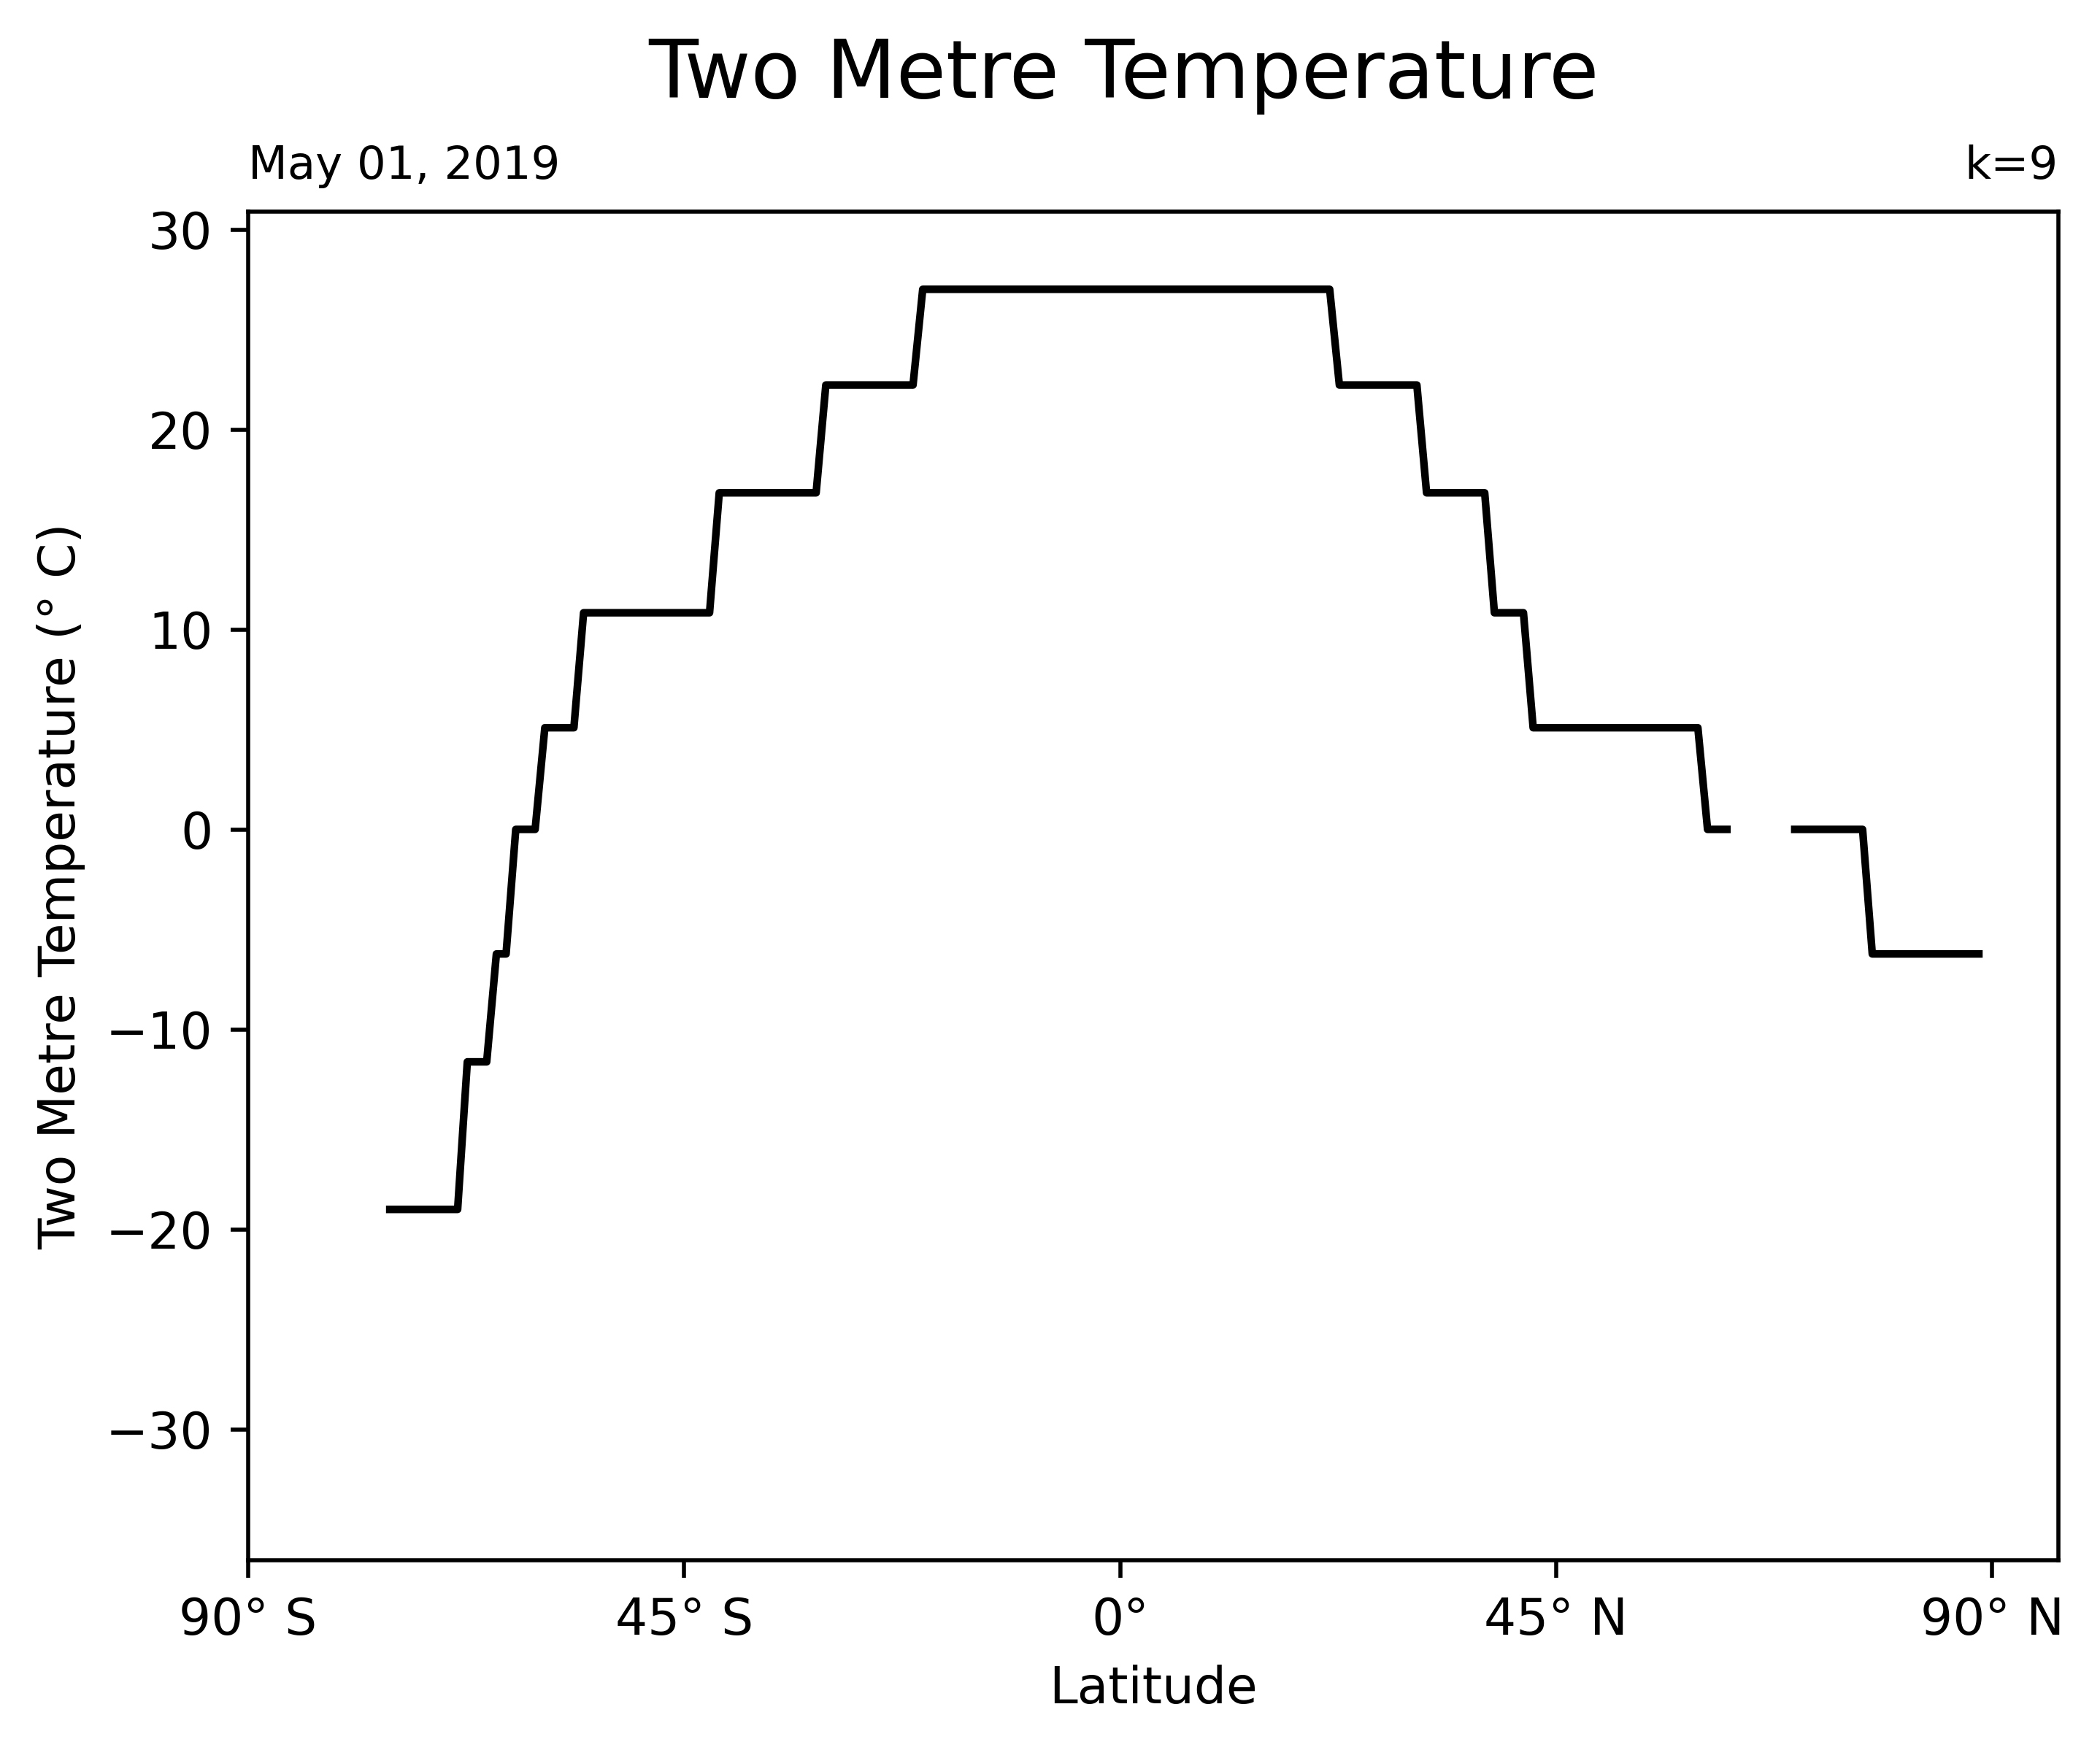 Two Metre Temperature
May 01, 2019
k=9
30
20
10
0
−10
−20
−30
Two Metre Temperature (° C)
90° S
45° S
0°
45° N
90° N
Latitude